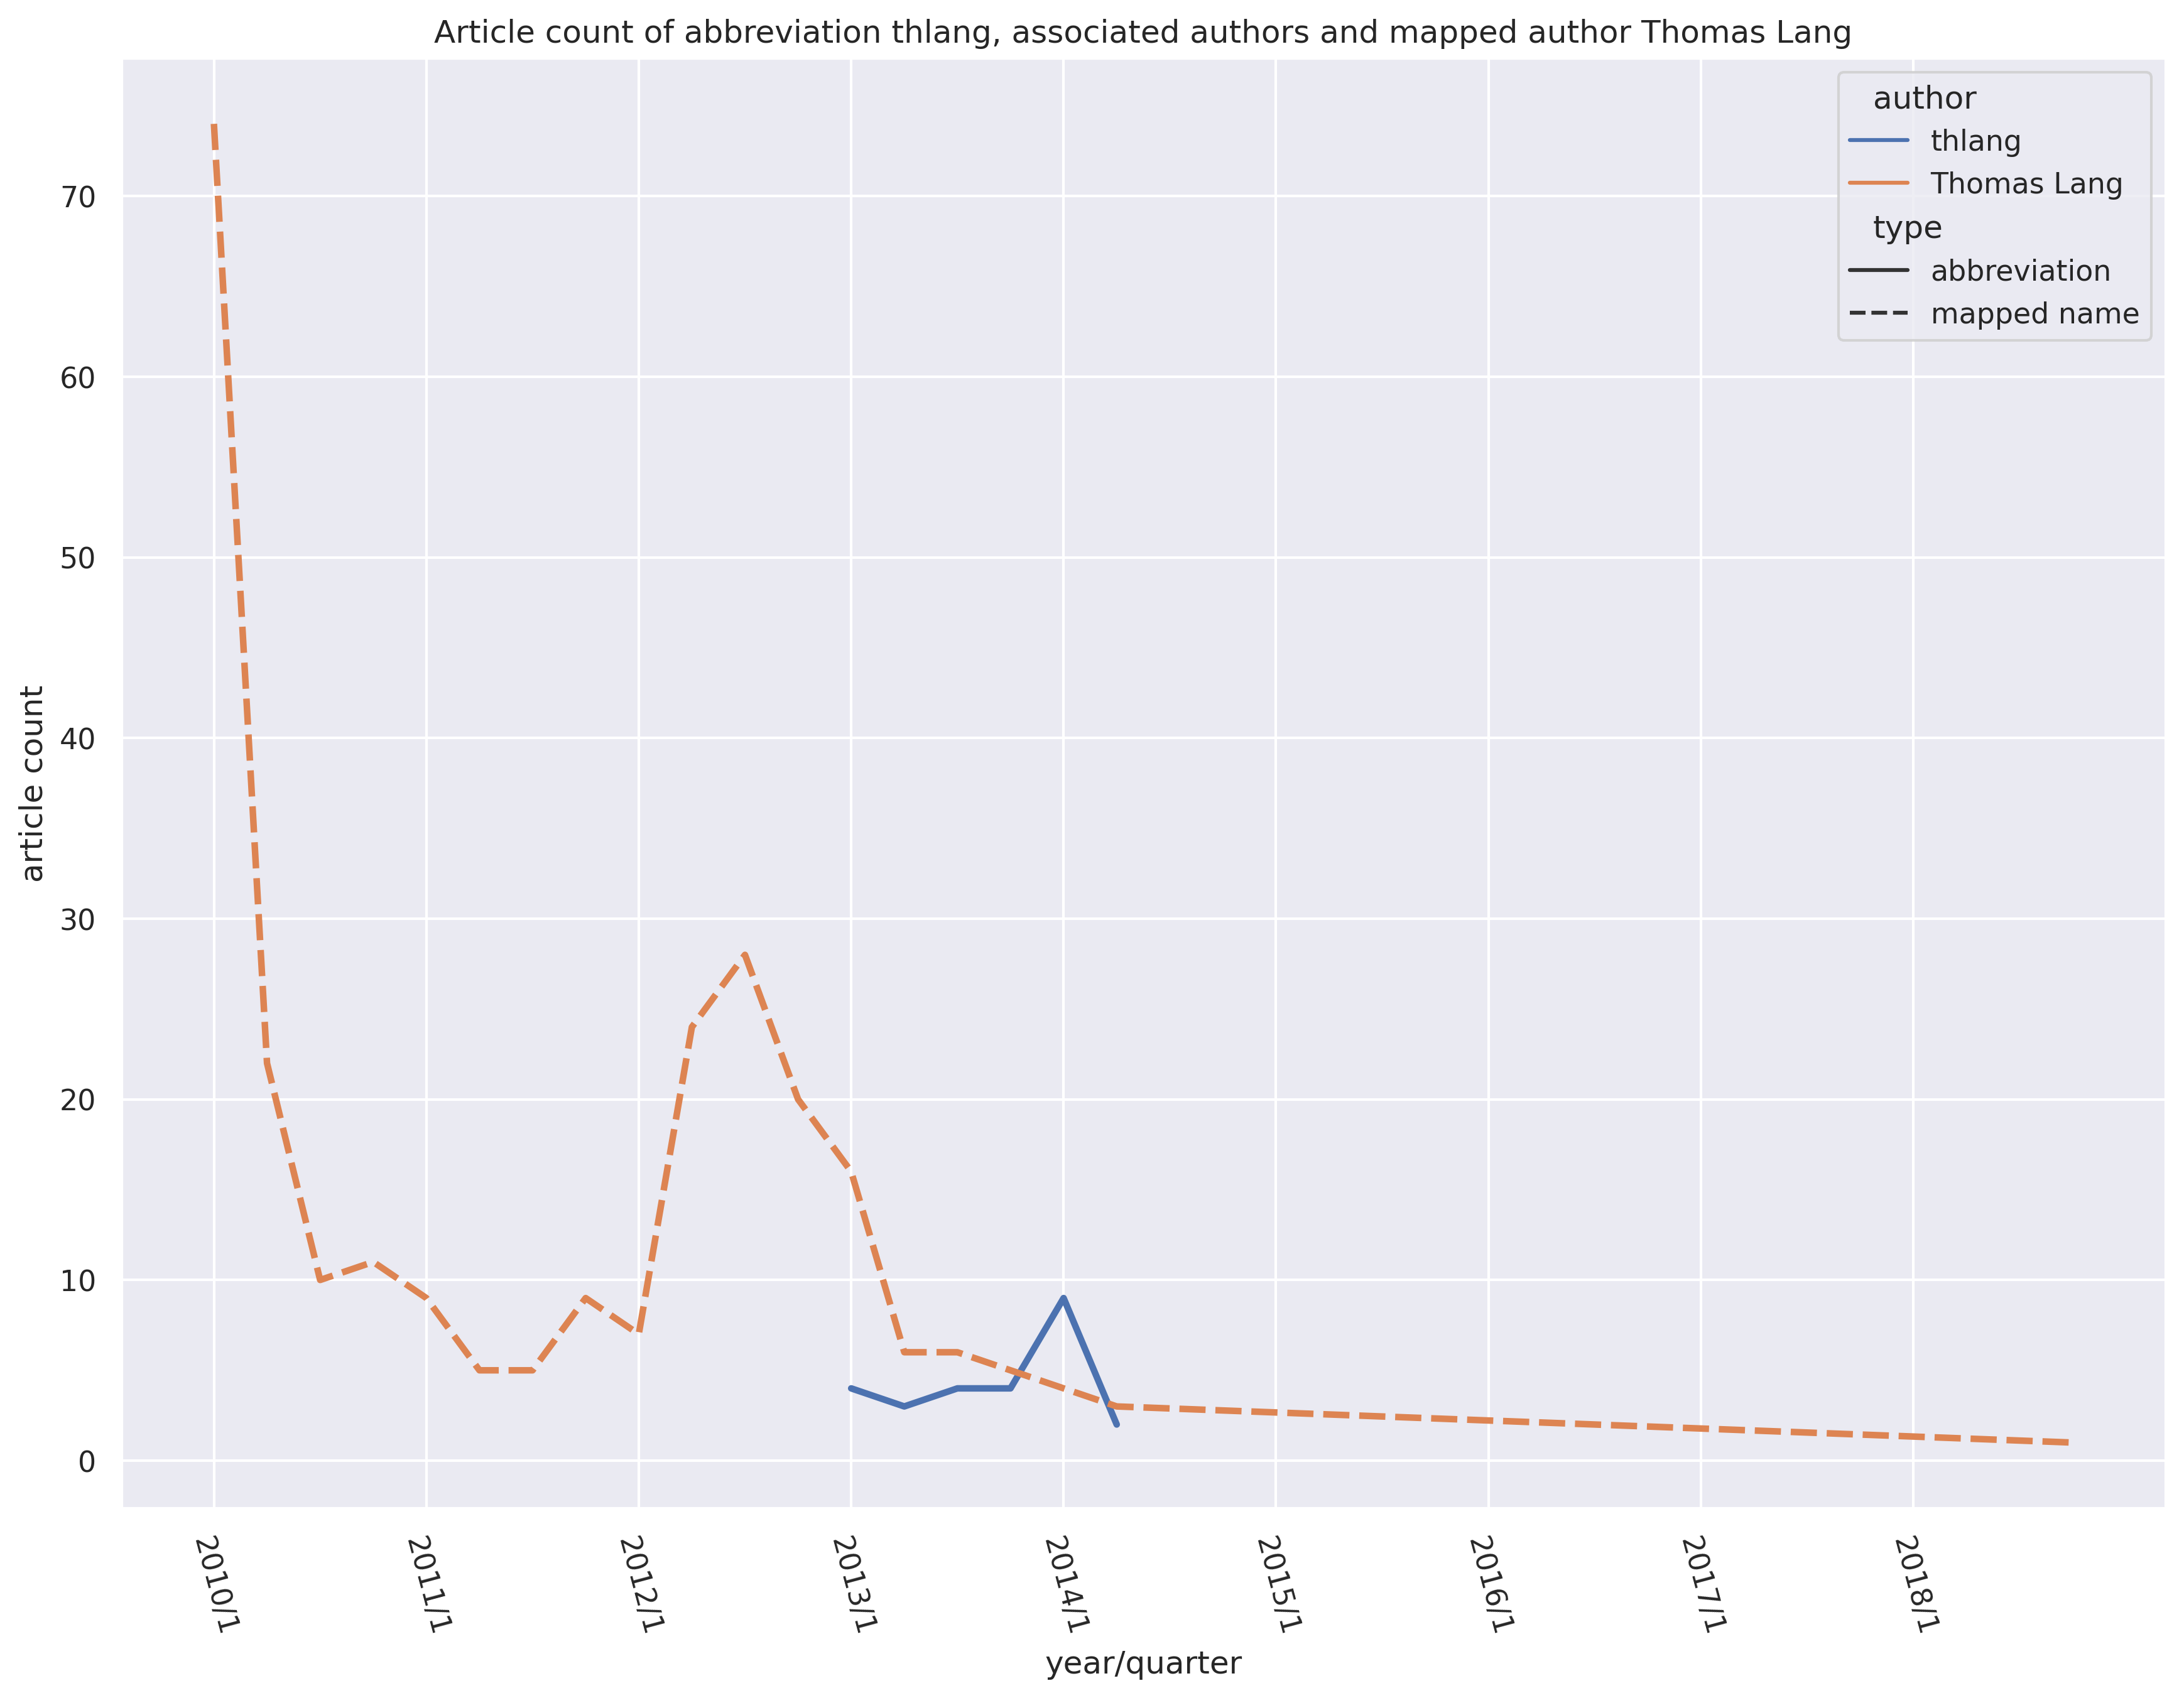 Article count of abbreviation thlang, associated authors and mapped author Thomas Lang
author
thlang
Thomas Lang
type
abbreviation
mapped name
article count
70
60
50
40
30
20
10
0
2010/1
2011/1
2012/1
2013/1
2014/1
2015/1
2016/1
2017/1
2018/1
year/quarter